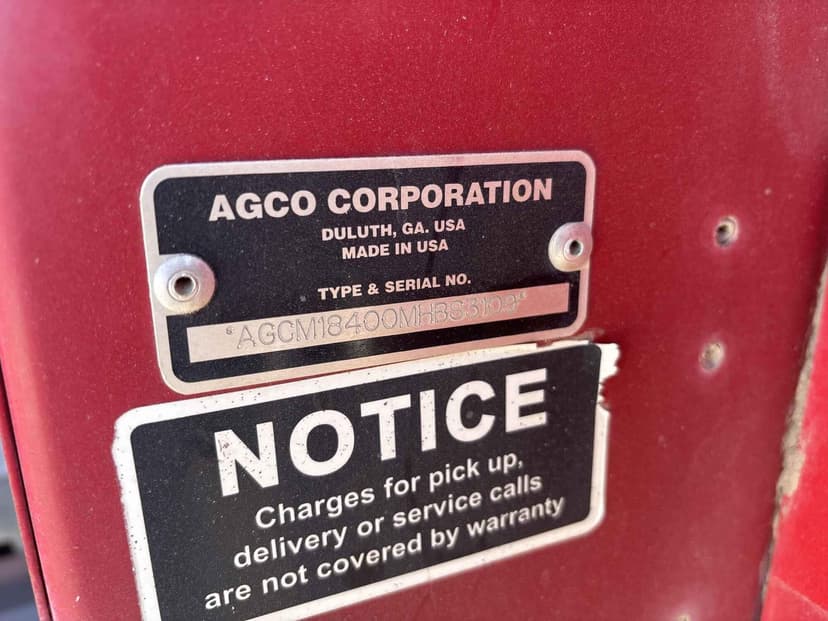 AGCO CORPORATION
DULUTH, GA. USA
MADE IN USA
TYPE & SERIAL NO.
NOTICE
Charges for pick up,
delivery or service calls
are not covered by warranty